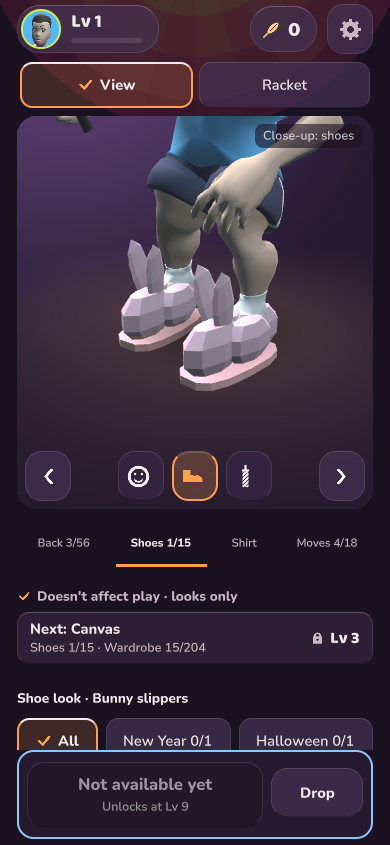 Lv 1
0
View
Racket
Close-up: shoes
Back 3/56
Shoes 1/15
Shirt
Moves 4/18
Doesn't affect play · looks only
Next: Canvas
Shoes 1/15 · Wardrobe 15/204
Lv 3
Shoe look · Bunny slippers
All
New Year 0/1
Halloween 0/1
Not available yet
Unlocks at Lv 9
Drop